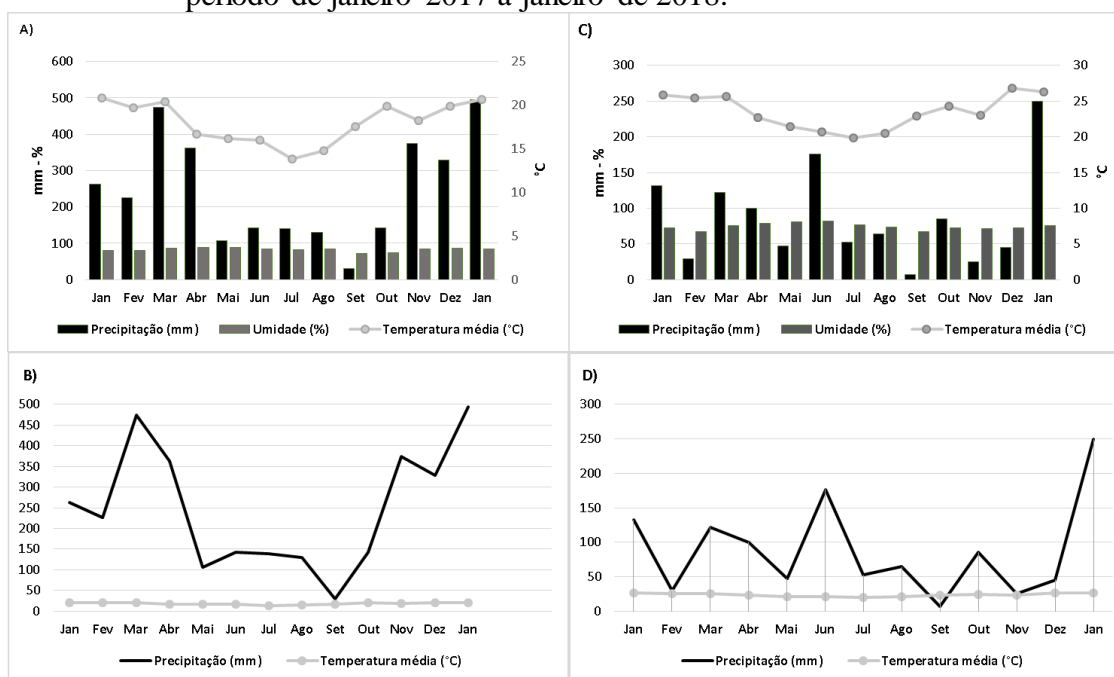 período de janeiro 2017 a janeiro de 2018.
A)
600
500
400
300
200
100
0
mm - %
25
20
15
10
5
0
°C
Jan Fev Mar Abr Mai Jun Jul Ago Set Out Nov Dez Jan
Precipitação (mm) Umidade (%) Temperatura média (°C)
C)
300
250
200
150
100
50
0
mm - %
30
25
20
15
10
5
0
°C
Jan Fev Mar Abr Mai Jun Jul Ago Set Out Nov Dez Jan
Precipitação (mm) Umidade (%) Temperatura média (°C)
B)
500
450
400
350
300
250
200
150
100
50
0
Jan Fev Mar Abr Mai Jun Jul Ago Set Out Nov Dez Jan
Precipitação (mm) Temperatura média (°C)
D)
300
250
200
150
100
50
0
Jan Fev Mar Abr Mai Jun Jul Ago Set Out Nov Dez Jan
Precipitação (mm) Temperatura média (°C)